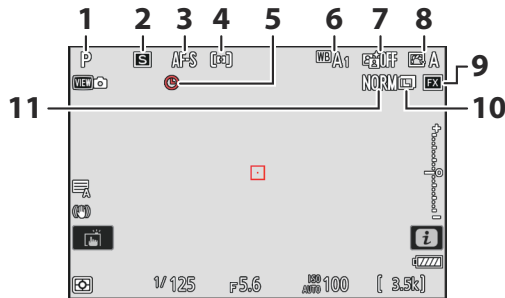 1 2 3 4 5 6 7 8
P S AF-S WB A1 OFF A
9
VIEW NORM L FX
11 10
+
o
-
A
i
1/125 F5.6 ISO AUTO 100 [ 3.5k]